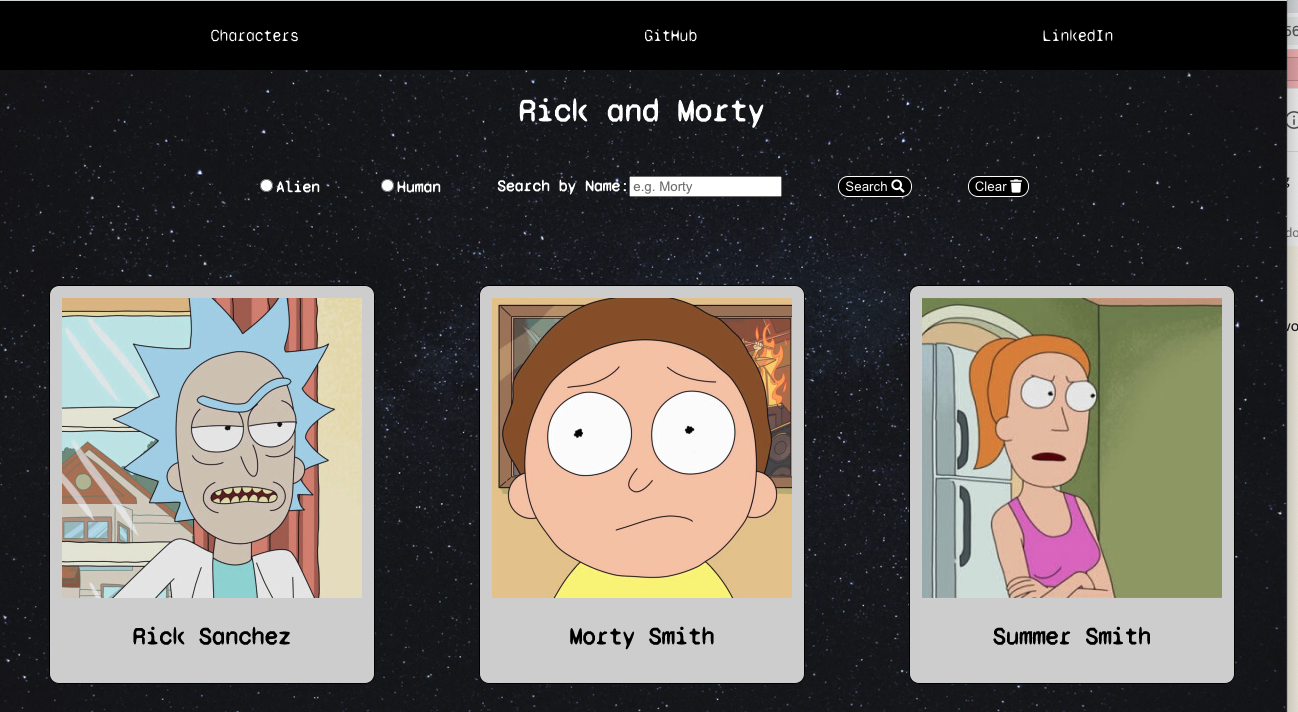 Characters GitHub LinkedIn
Rick and Morty
Alien Human Search by Name: e.g. Morty Search Clear
Rick Sanchez Morty Smith Summer Smith